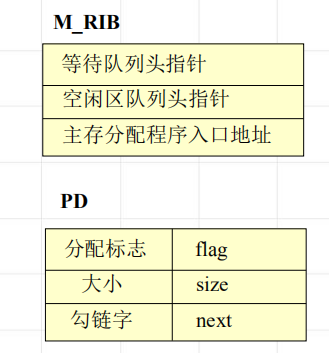 M_RIB
等待队列头指针
空闲区队列头指针
主存分配程序入口地址
PD
分配标志 flag
大小 size
勾链字 next